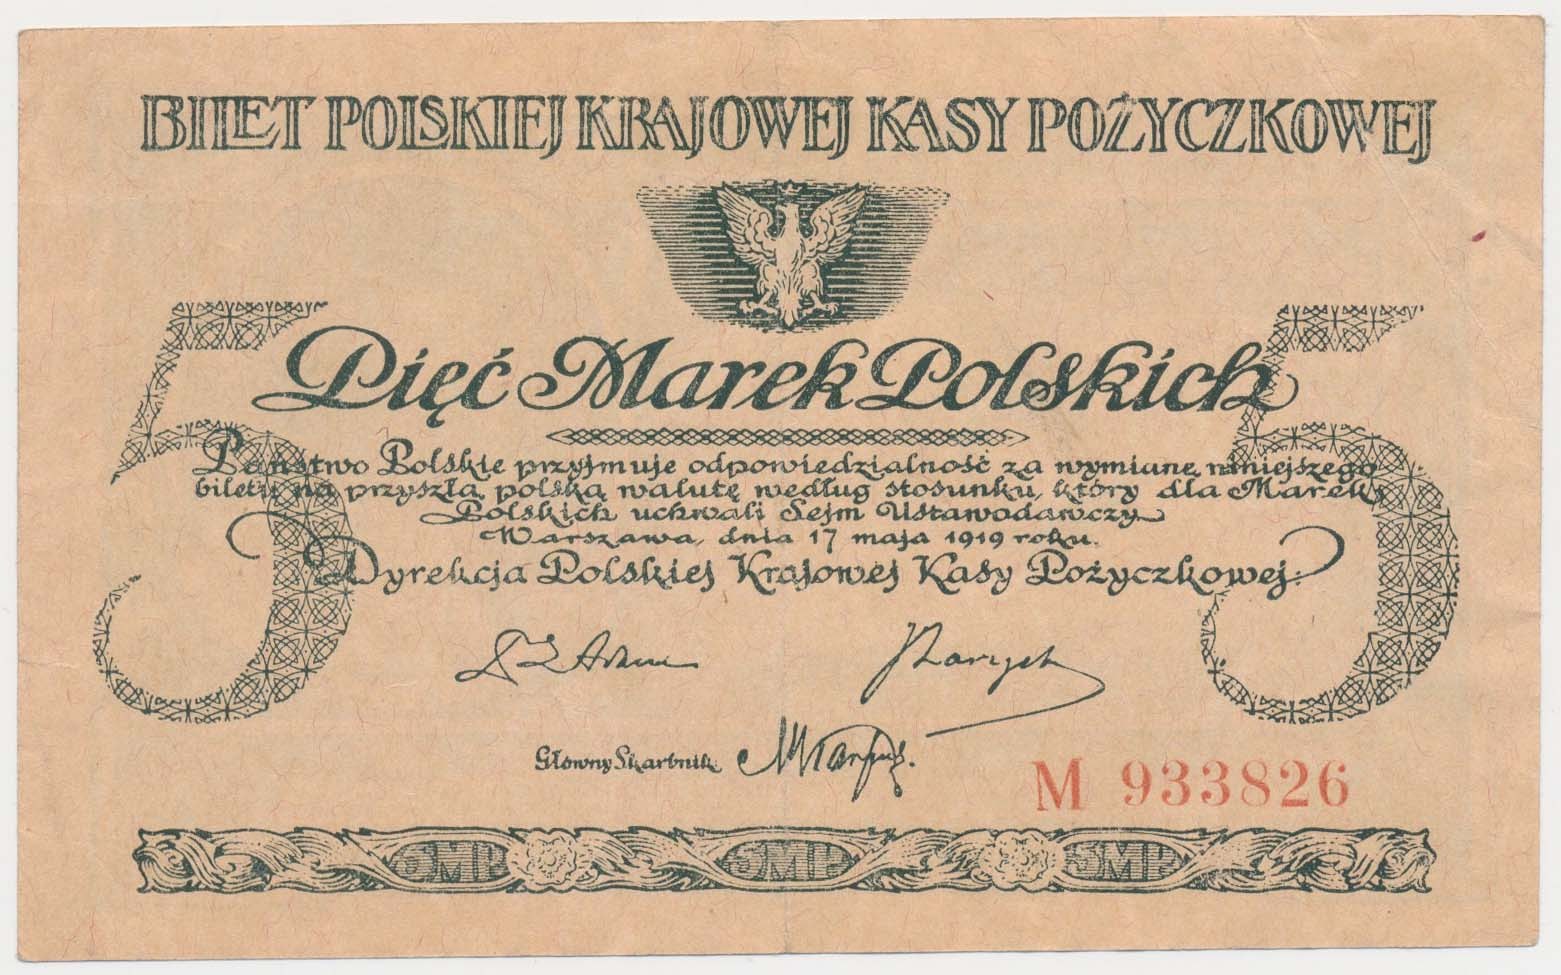 BILET POLSKIEJ KRAJOWEJ KASY POŻYCZKOWEJ
Pięć Marek Polskich
5 5
Państwo Polskie przyjmuje odpowiedzialność za wymianę niniejszego
biletu na przyszłą polską walutę według stosunku, który dla Marek
Polskich uchwali Sejm Ustawodawczy
Warszawa, dnia 17 maja 1919 roku.
Dyrekcja Polskiej Krajowej Kasy Pożyczkowej:
Główny Skarbnik
M 933826
5MP 5MP 5MP